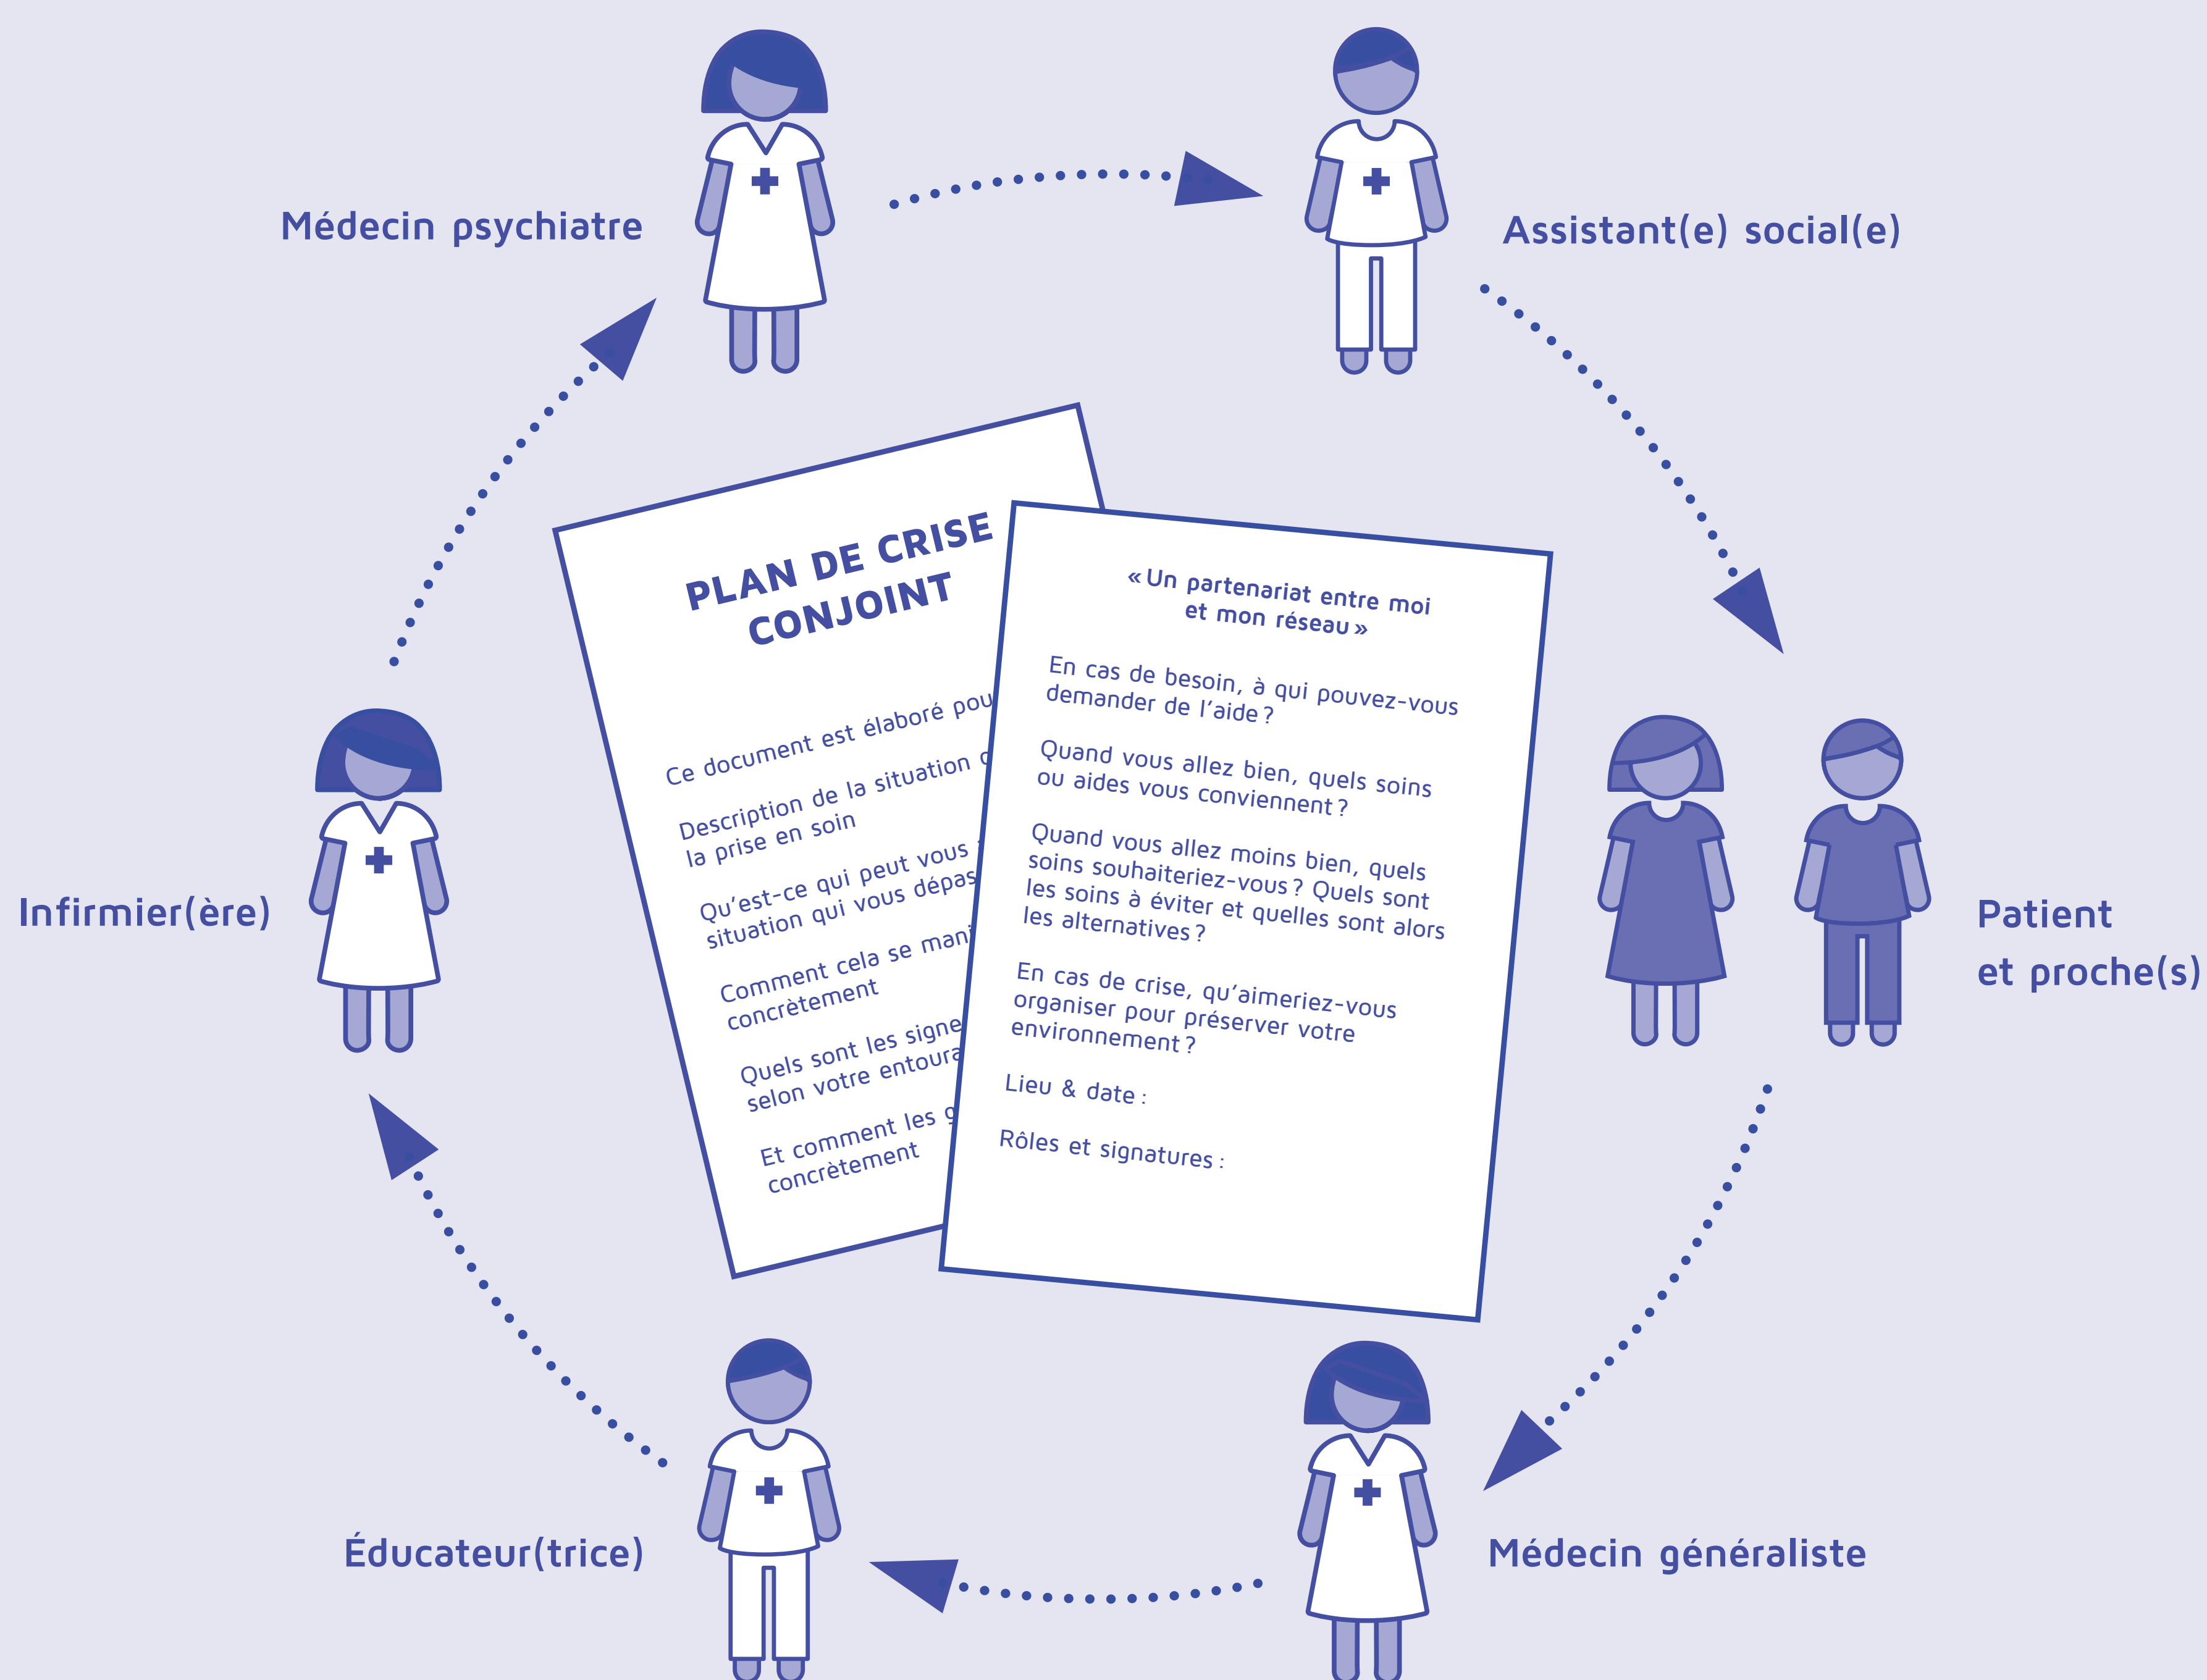 Médecin psychiatre
Assistant(e) social(e)
PLAN DE CRISE
CONJOINT
Ce document est élaboré
Description de la situation
la prise en soin
Qu’est-ce qui peut vous
situation qui vous
Comment cela se
concrètement
Quels sont les
selon votre
Et comment les
concrètement
« Un partenariat entre moi
et mon réseau »
En cas de besoin, à qui pouvez-vous
demander de l’aide ?
Quand vous allez bien, quels soins
ou aides vous conviennent ?
Quand vous allez moins bien, quels
soins souhaiteriez-vous ? Quels sont
les soins à éviter et quelles sont alors
les alternatives ?
En cas de crise, qu’aimeriez-vous
organiser pour préserver votre
environnement ?
Lieu & date :
Rôles et signatures :
Infirmier(ère)
Patient
et proche(s)
Éducateur(trice)
Médecin généraliste